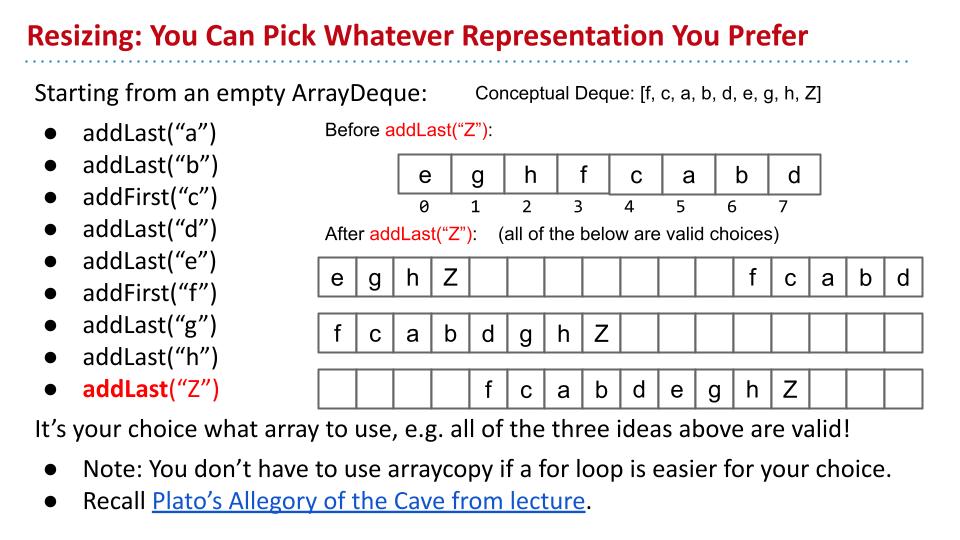 Resizing: You Can Pick Whatever Representation You Prefer
Starting from an empty ArrayDeque:
Conceptual Deque: [f, c, a, b, d, e, g, h, Z]
● addLast(“a”)
● addLast(“b”)
● addFirst(“c”)
● addLast(“d”)
● addLast(“e”)
● addFirst(“f”)
● addLast(“g”)
● addLast(“h”)
● addLast(“Z”)
Before addLast(“Z”):
e g h f c a b d
0 1 2 3 4 5 6 7
After addLast(“Z”): (all of the below are valid choices)
e g h Z f c a b d
f c a b d g h Z
f c a b d e g h Z
It’s your choice what array to use, e.g. all of the three ideas above are valid!
● Note: You don’t have to use arraycopy if a for loop is easier for your choice.
● Recall Plato’s Allegory of the Cave from lecture.